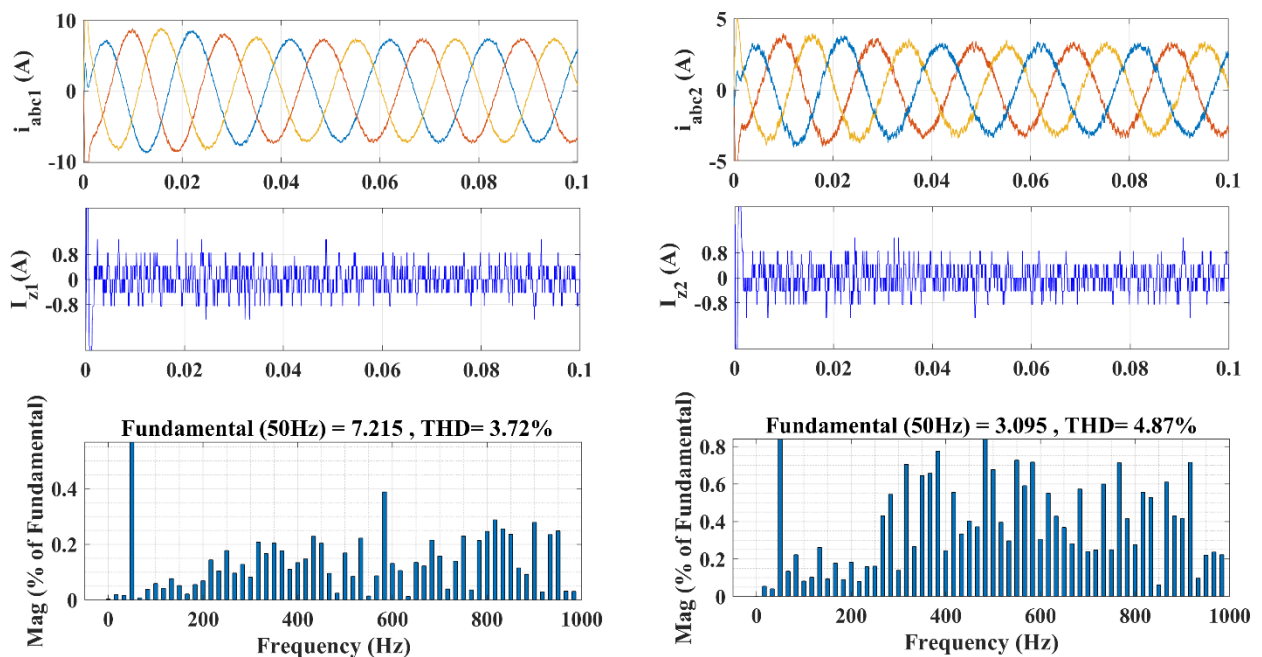 i_abc1 (A)
10
0
-10
0 0.02 0.04 0.06 0.08 0.1
i_abc2 (A)
5
0
-5
0 0.02 0.04 0.06 0.08 0.1
I_z1 (A)
0.8
0
-0.8
0 0.02 0.04 0.06 0.08 0.1
I_z2 (A)
0.8
0
-0.8
0 0.02 0.04 0.06 0.08 0.1
Fundamental (50Hz) = 7.215 , THD= 3.72%
Mag (% of Fundamental)
0.4
0.2
0
0 200 400 600 800 1000
Frequency (Hz)
Fundamental (50Hz) = 3.095 , THD= 4.87%
Mag (% of Fundamental)
0.8
0.6
0.4
0.2
0
0 200 400 600 800 1000
Frequency (Hz)